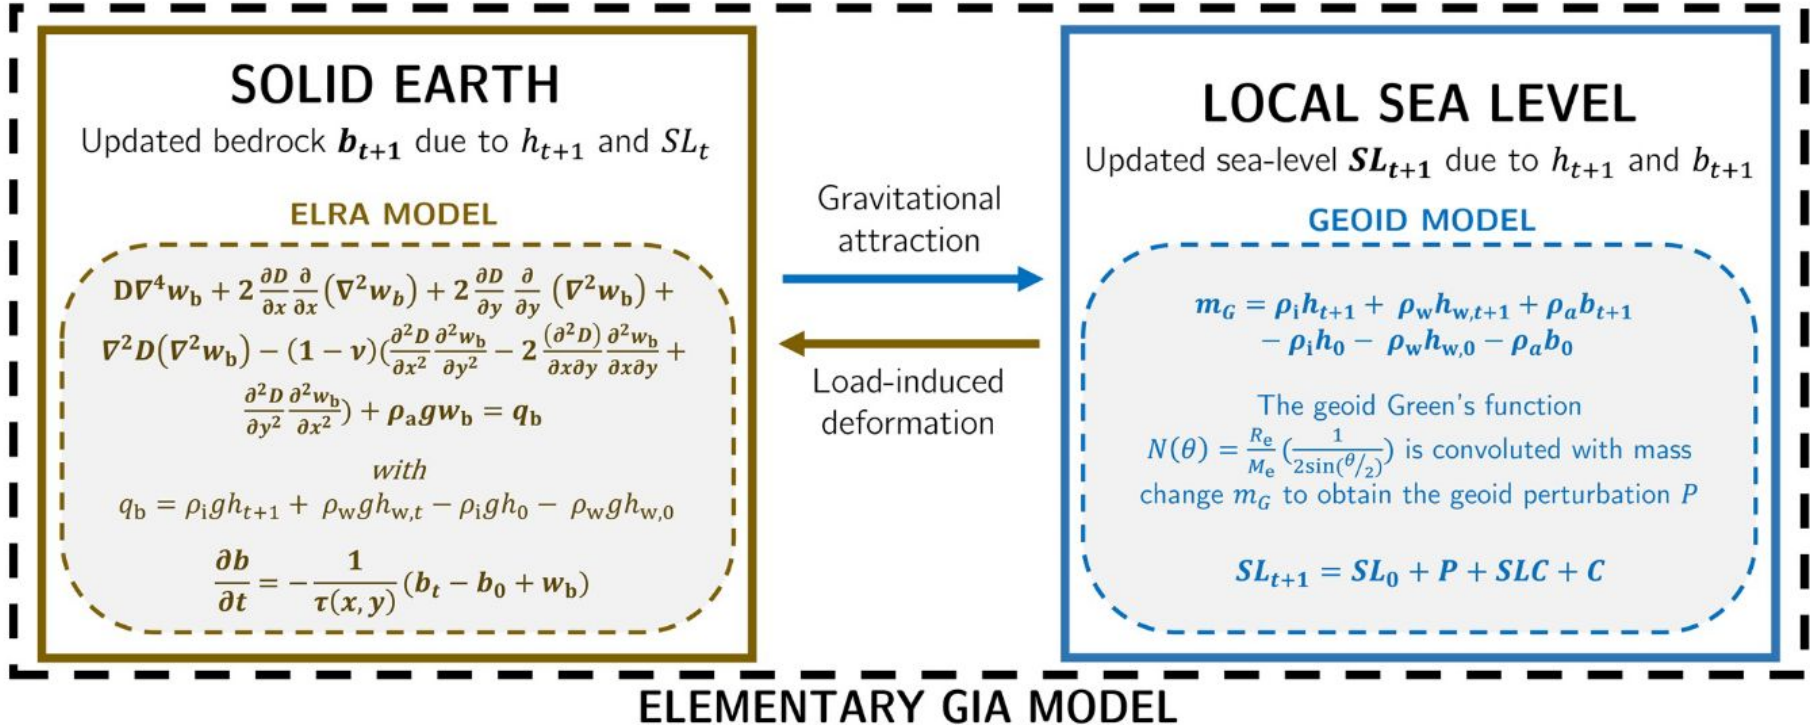 SOLID EARTH
Updated bedrock b_{t+1} due to h_{t+1} and SL_t
ELRA MODEL
D∇⁴w_b + 2 ∂D/∂x ∂/∂x (∇²w_b) + 2 ∂D/∂y ∂/∂y (∇²w_b) +
∇²D(∇²w_b) − (1 − ν)(∂²D/∂x² ∂²w_b/∂y² − 2 (∂²D)/∂x∂y ∂²w_b/∂x∂y +
∂²D/∂y² ∂²w_b/∂x²) + ρ_a g w_b = q_b
with
q_b = ρ_i g h_{t+1} + ρ_w g h_{w,t} − ρ_i g h_0 − ρ_w g h_{w,0}
∂b/∂t = − 1/τ(x, y) (b_t − b_0 + w_b)
Gravitational
attraction
Load-induced
deformation
LOCAL SEA LEVEL
Updated sea-level SL_{t+1} due to h_{t+1} and b_{t+1}
GEOID MODEL
m_G = ρ_i h_{t+1} + ρ_w h_{w,t+1} + ρ_a b_{t+1}
− ρ_i h_0 − ρ_w h_{w,0} − ρ_a b_0
The geoid Green's function
N(θ) = R_e/M_e (1/2sin(θ/2)) is convoluted with mass
change m_G to obtain the geoid perturbation P
SL_{t+1} = SL_0 + P + SLC + C
ELEMENTARY GIA MODEL